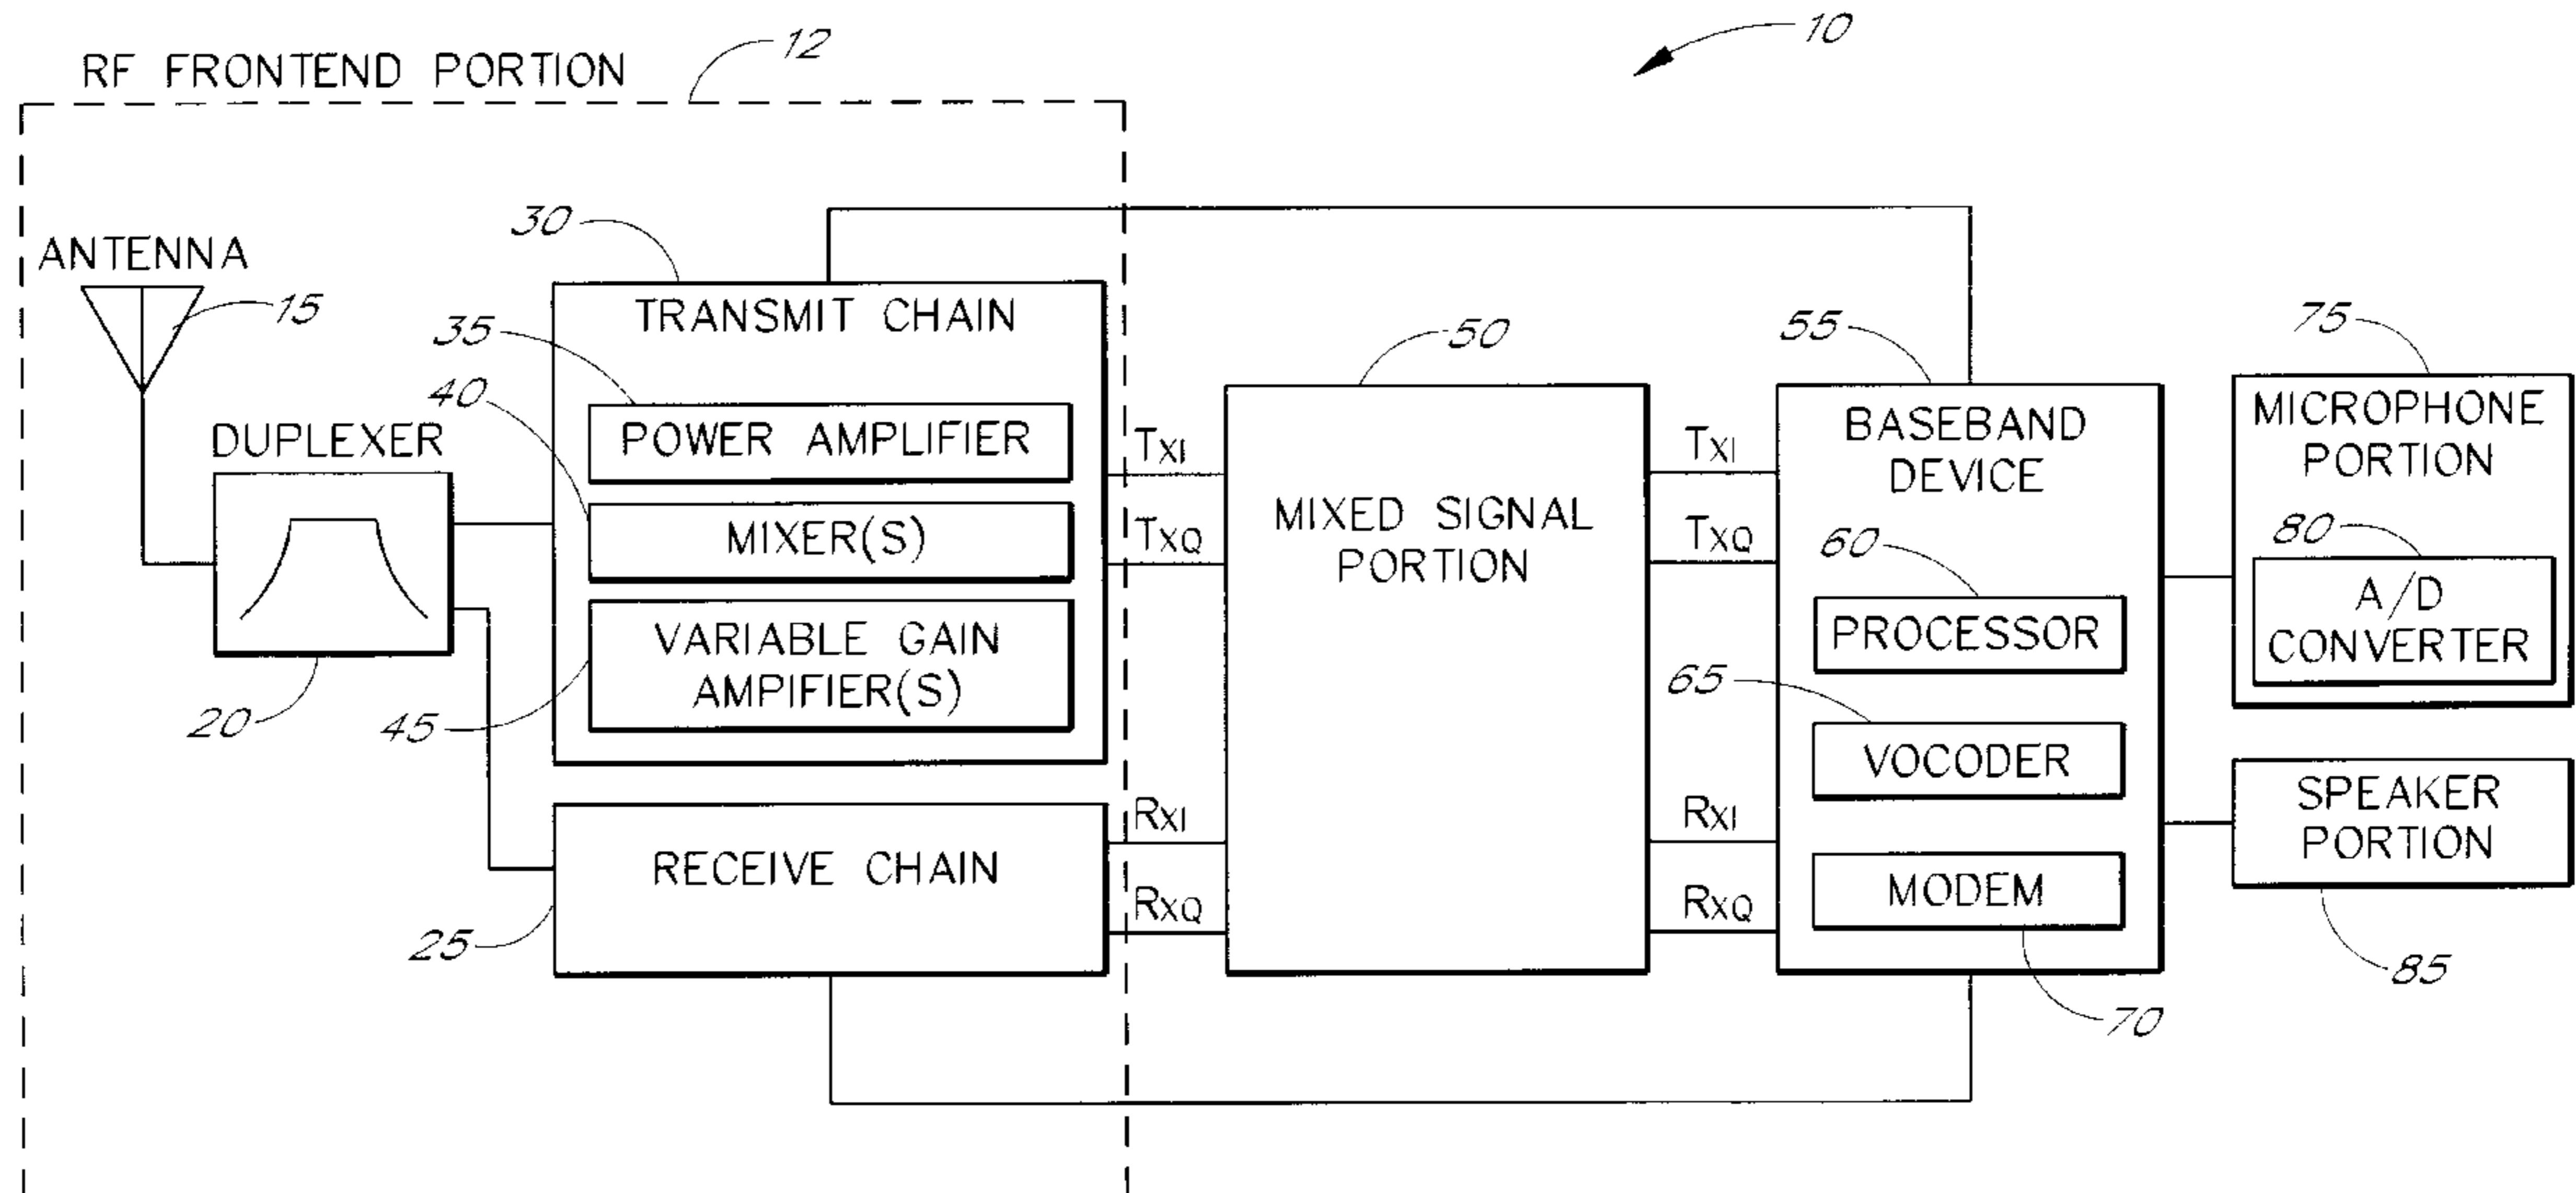 RF FRONTEND PORTION
12
10
ANTENNA
15
DUPLEXER
20
30
TRANSMIT CHAIN
35
POWER AMPLIFIER
40
MIXER(S)
45
VARIABLE GAIN
AMPIFIER(S)
25
RECEIVE CHAIN
TXI
TXQ
RXI
RXQ
50
MIXED SIGNAL
PORTION
TXI
TXQ
RXI
RXQ
55
BASEBAND
DEVICE
60
PROCESSOR
65
VOCODER
MODEM
70
75
MICROPHONE
PORTION
80
A/D
CONVERTER
SPEAKER
PORTION
85